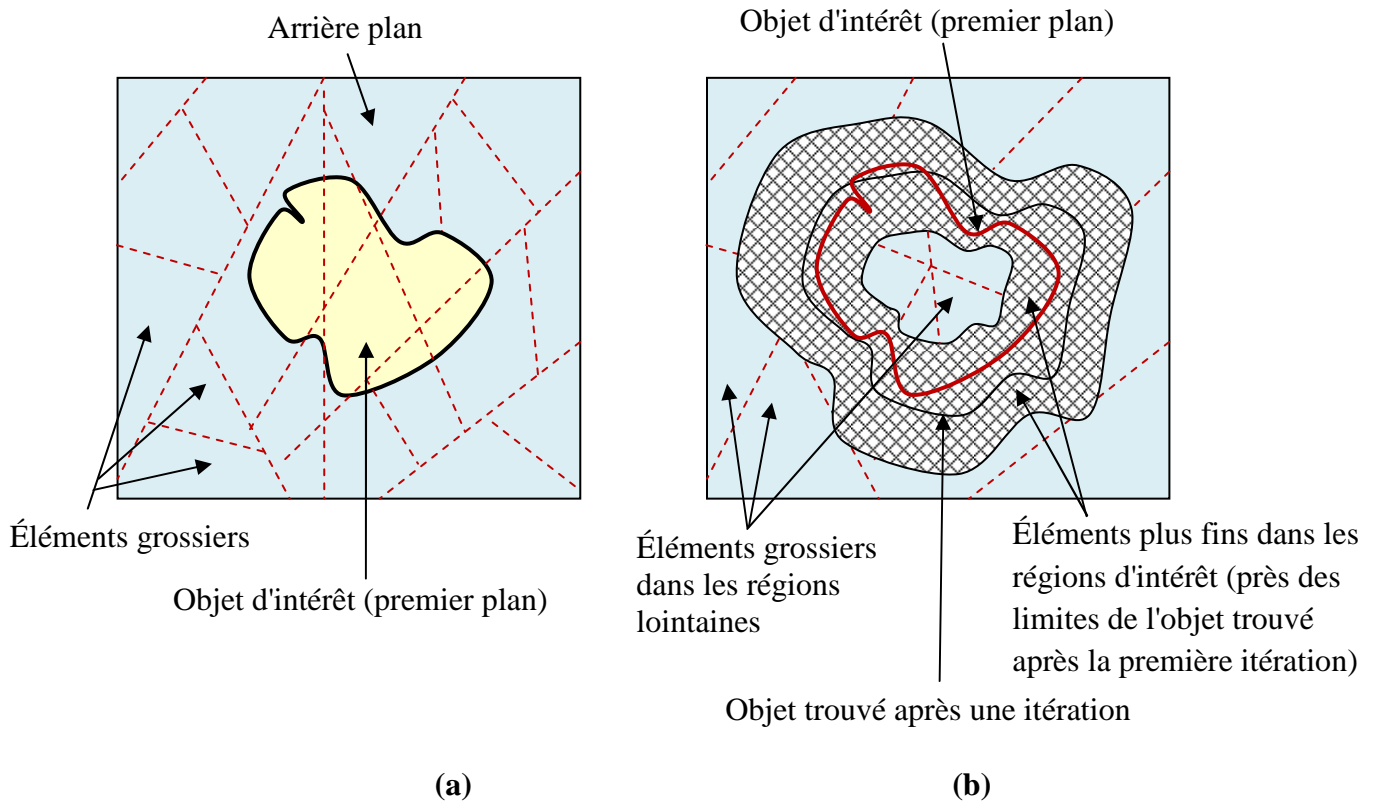 Arrière plan
Éléments grossiers
Objet d'intérêt (premier plan)
(a)
Objet d'intérêt (premier plan)
Éléments grossiers
dans les régions
lointaines
Éléments plus fins dans les
régions d'intérêt (près des
limites de l'objet trouvé
après la première itération)
Objet trouvé après une itération
(b)